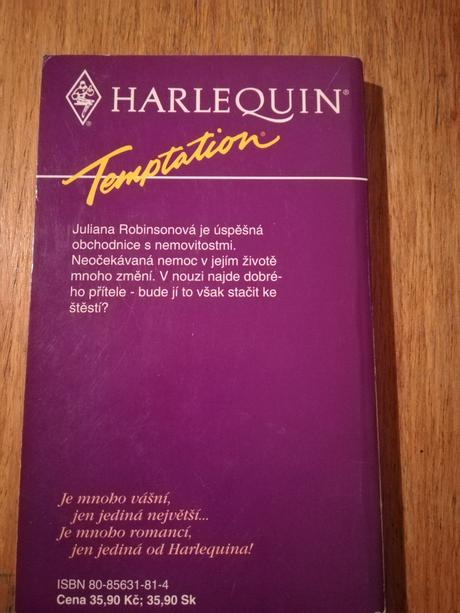 HARLEQUIN®
Temptation®
Juliana Robinsonová je úspěšná
obchodnice s nemovitostmi.
Neočekávaná nemoc v jejím životě
mnoho změní. V nouzi najde dobré-
ho přítele - bude jí to však stačit ke
štěstí?
Je mnoho vášní,
jen jediná největší...
Je mnoho romancí,
jen jediná od Harlequina!
ISBN 80-85631-81-4
Cena 35,90 Kč; 35,90 Sk